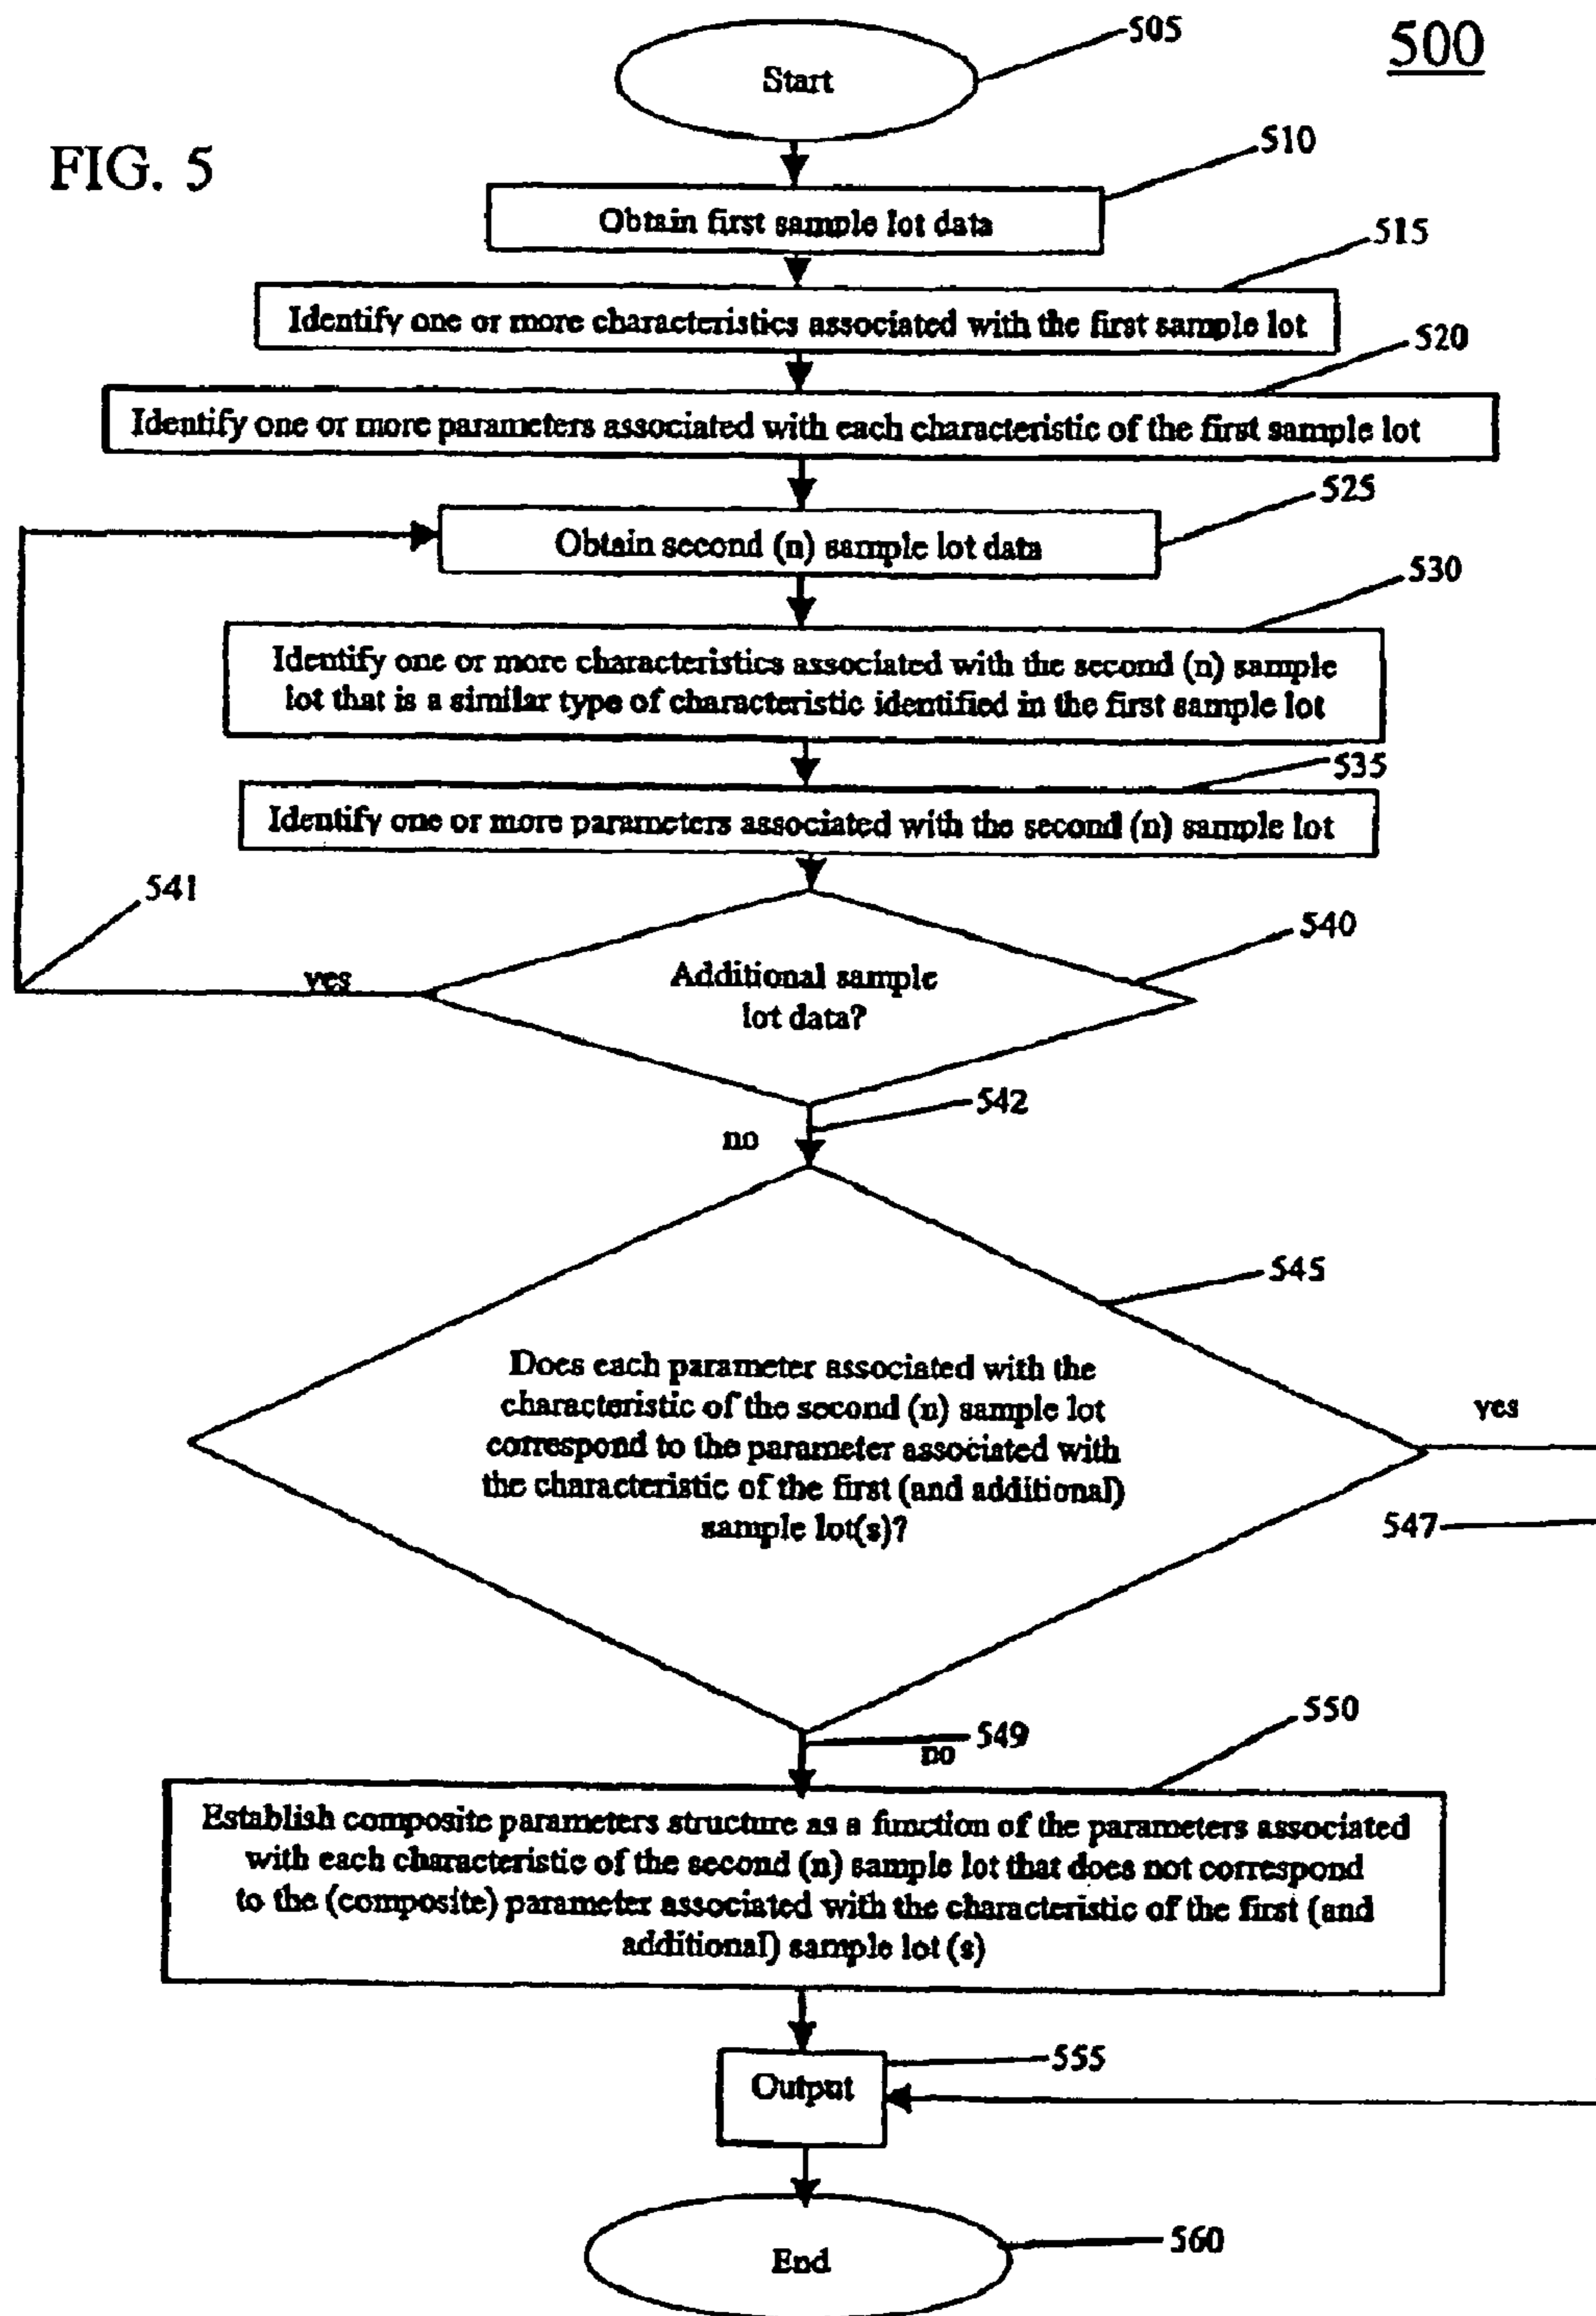 505
500
Start
FIG. 5
510
Obtain first sample lot data
515
Identify one or more characteristics associated with the first sample lot
520
Identify one or more parameters associated with each characteristic of the first sample lot
525
Obtain second (n) sample lot data
530
Identify one or more characteristics associated with the second (n) sample
lot that is a similar type of characteristic identified in the first sample lot
535
Identify one or more parameters associated with the second (n) sample lot
541
540
yes
Additional sample
lot data?
542
no
545
Does each parameter associated with the
characteristic of the second (n) sample lot
correspond to the parameter associated with
the characteristic of the first (and additional)
sample lot(s)?
yes
547
549
no
550
Establish composite parameters structure as a function of the parameters associated
with each characteristic of the second (n) sample lot that does not correspond
to the (composite) parameter associated with the characteristic of the first (and
additional) sample lot (s)
555
Output
560
End